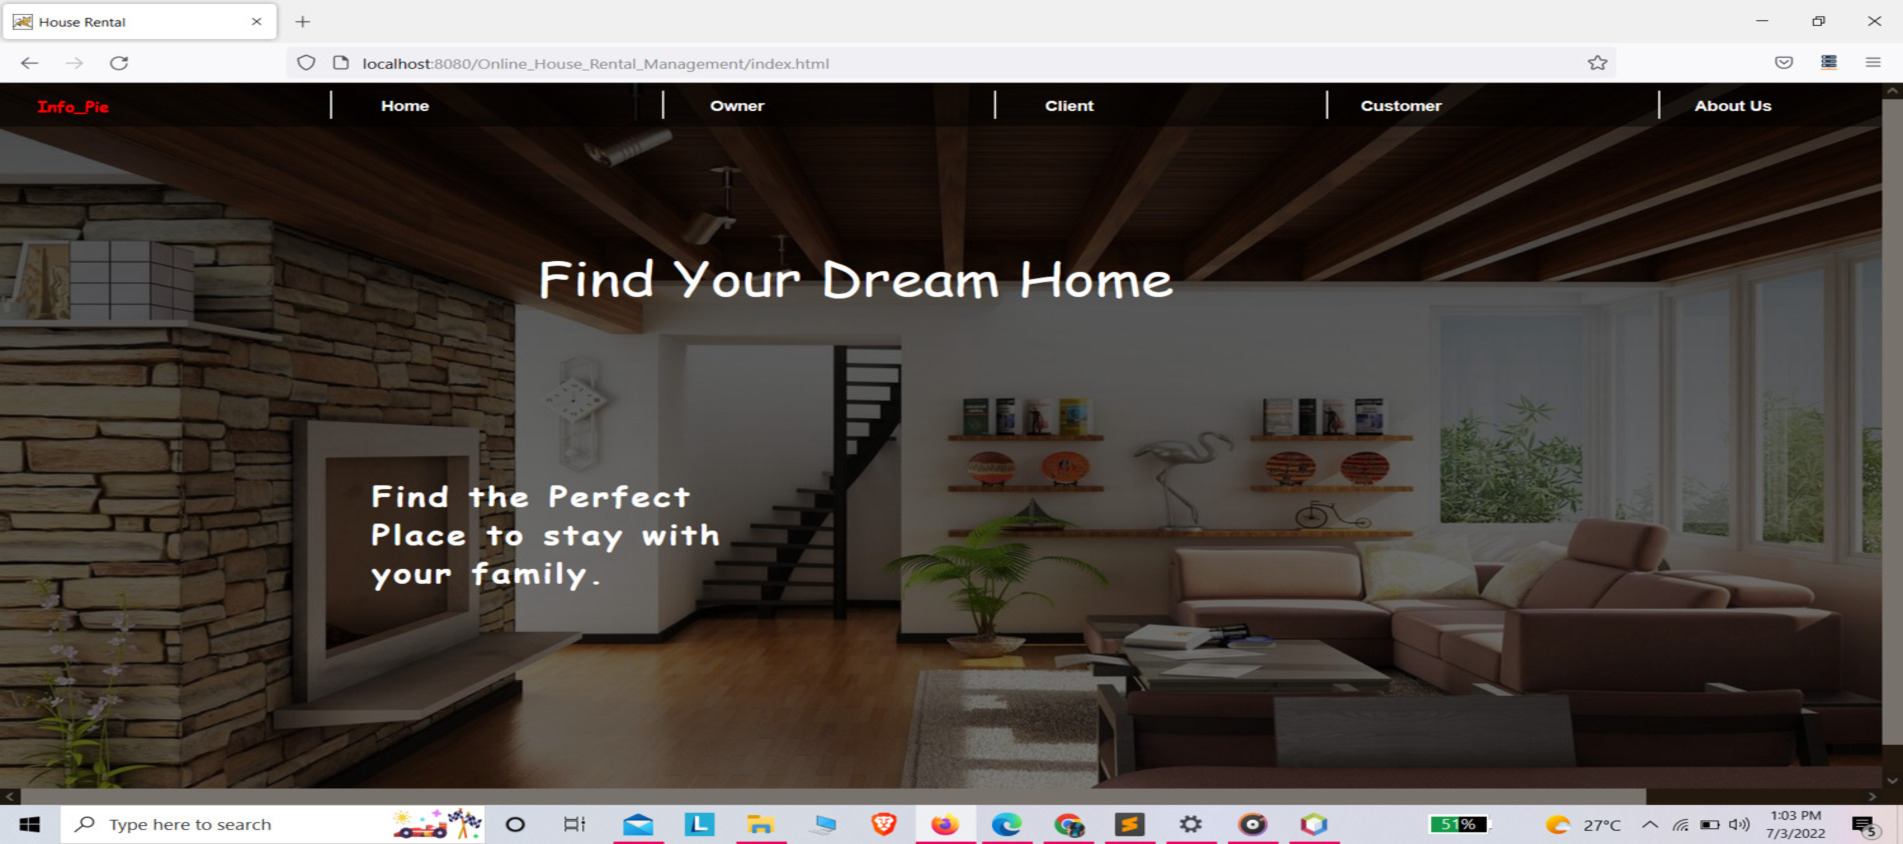 House Rental
localhost:8080/Online_House_Rental_Management/index.html
Info_Pie
Home
Owner
Client
Customer
About Us
Find Your Dream Home
Find the Perfect
Place to stay with
your family.
Type here to search
L
51%
27°C
1:03 PM
7/3/2022
5